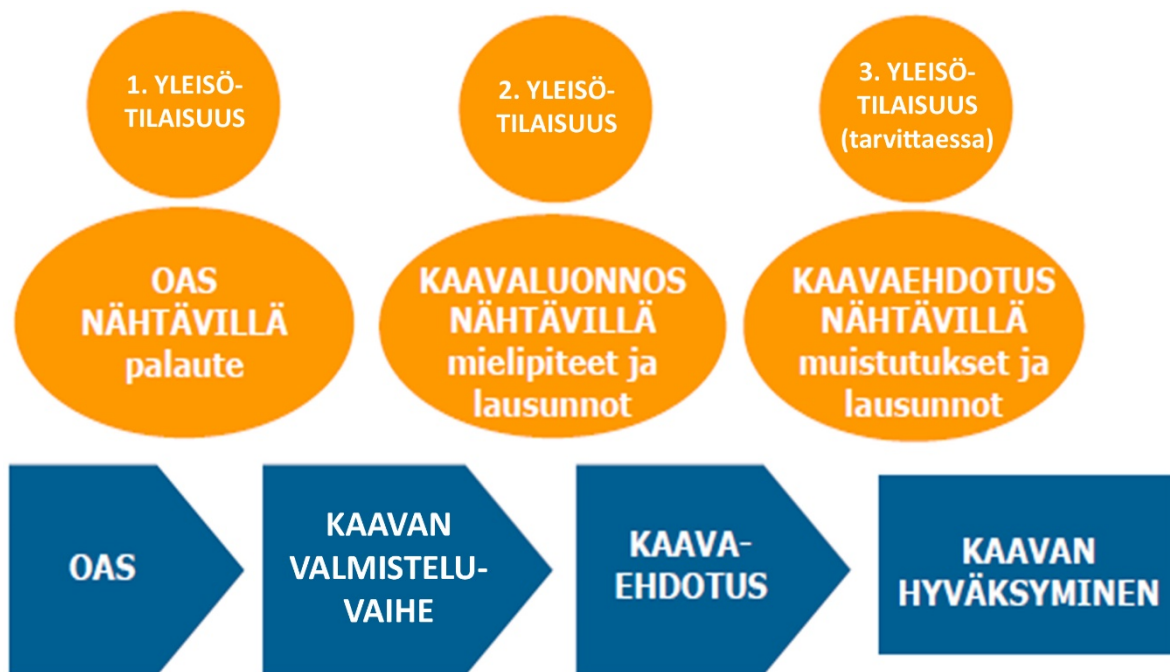 1. YLEISÖ-
TILAISUUS
2. YLEISÖ-
TILAISUUS
3. YLEISÖ-
TILAISUUS
(tarvittaessa)
OAS
NÄHTÄVILLÄ
palaute
KAAVALUONNOS
NÄHTÄVILLÄ
mielipiteet ja
lausunnot
KAAVAEHDOTUS
NÄHTÄVILLÄ
muistutukset ja
lausunnot
OAS
KAAVAN
VALMISTELU-
VAIHE
KAAVA-
EHDOTUS
KAAVAN
HYVÄKSYMINEN